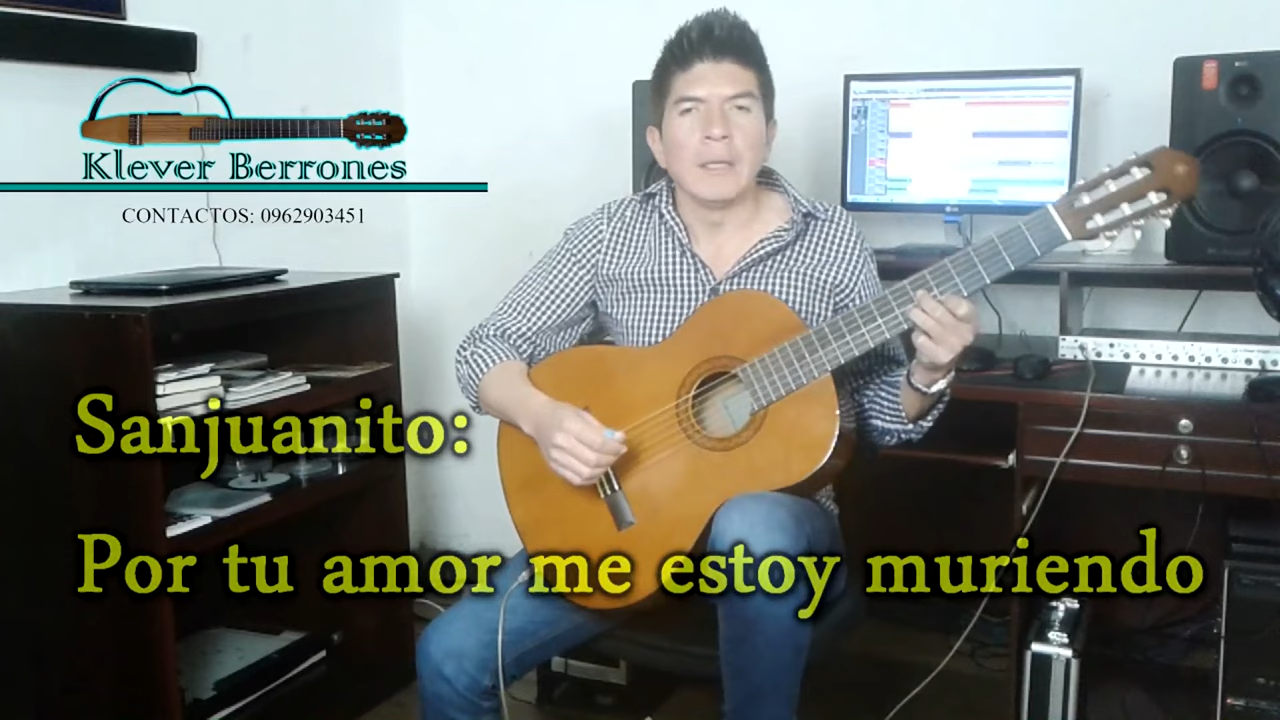 Klever Berrones
CONTACTOS: 0962903451
Sanjuanito:
Por tu amor me estoy muriendo